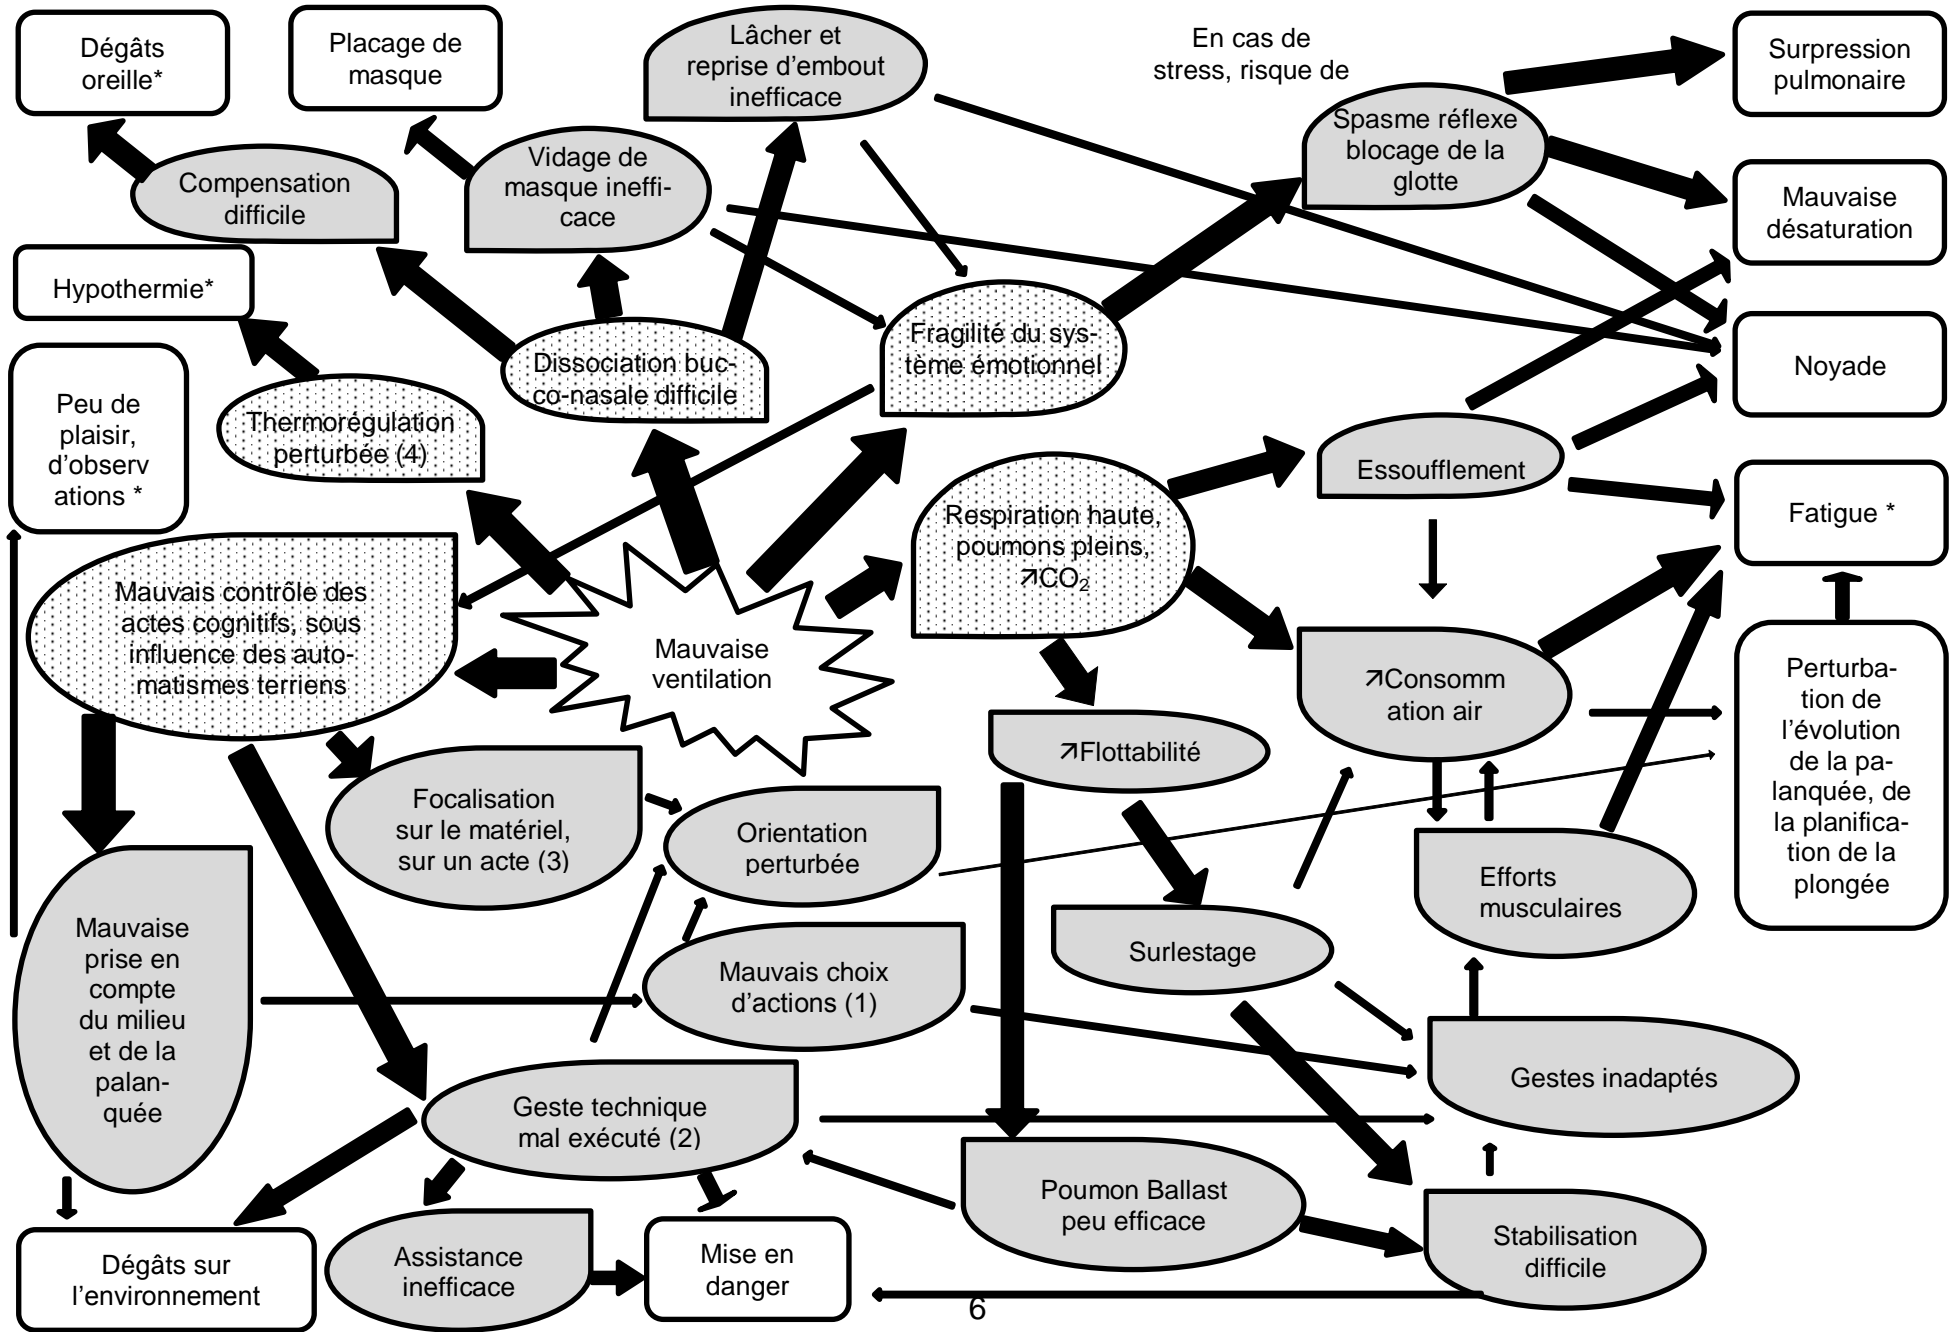 Dégâts
oreille*
Placage de
masque
Lâcher et
reprise d'embout
inefficace
En cas de
stress, risque de
Surpression
pulmonaire
Spasme réflexe
blocage de la
glotte
Compensation
difficile
Vidage de
masque ineffi-
cace
Mauvaise
désaturation
Hypothermie*
Dissociation buc-
co-nasale difficile
Fragilité du sys-
tème émotionnel
Noyade
Peu de
plaisir,
d'observ
ations *
Thermorégulation
perturbée (4)
Essoufflement
Respiration haute,
poumons pleins,
↗CO₂
Fatigue *
Mauvais contrôle des
actes cognitifs, sous
influence des auto-
matismes terriens
Mauvaise
ventilation
↗Consomm
ation air
Perturba-
tion de
l'évolution
de la pa-
lanquée, de
la planifica-
tion de la
plongée
↗Flottabilité
Focalisation
sur le matériel,
sur un acte (3)
Orientation
perturbée
Efforts
musculaires
Mauvaise
prise en
compte
du milieu
et de la
palan-
quée
Mauvais choix
d'actions (1)
Surlestage
Gestes inadaptés
Geste technique
mal exécuté (2)
Poumon Ballast
peu efficace
Stabilisation
difficile
Dégâts sur
l'environnement
Assistance
inefficace
Mise en
danger
6